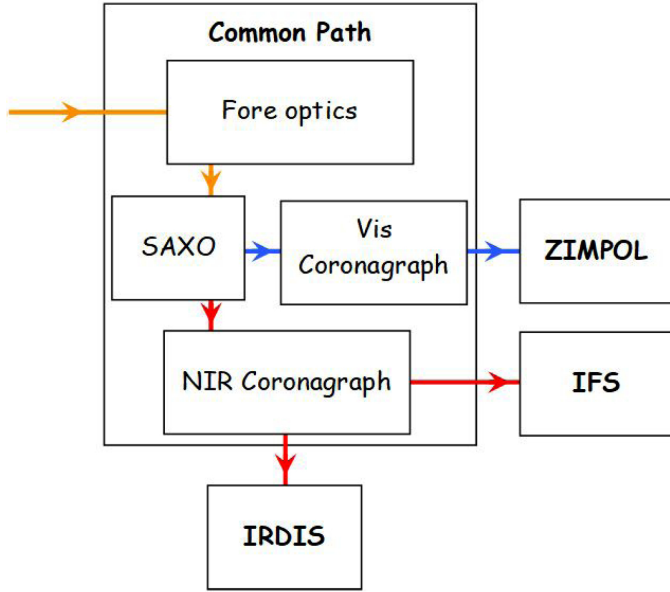 Common Path
Fore optics
SAXO
Vis
Coronagraph
ZIMPOL
NIR Coronagraph
IFS
IRDIS